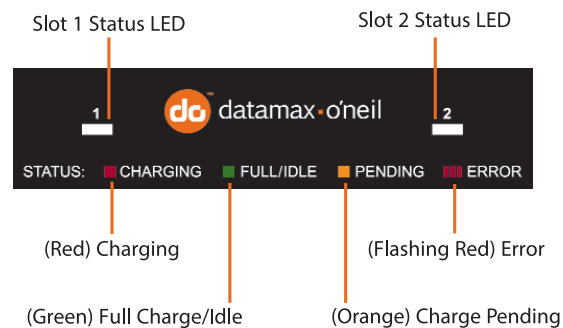 Slot 1 Status LED
Slot 2 Status LED
1
do™ datamax•o'neil
2
STATUS: CHARGING FULL/IDLE PENDING ERROR
(Red) Charging
(Flashing Red) Error
(Green) Full Charge/Idle
(Orange) Charge Pending